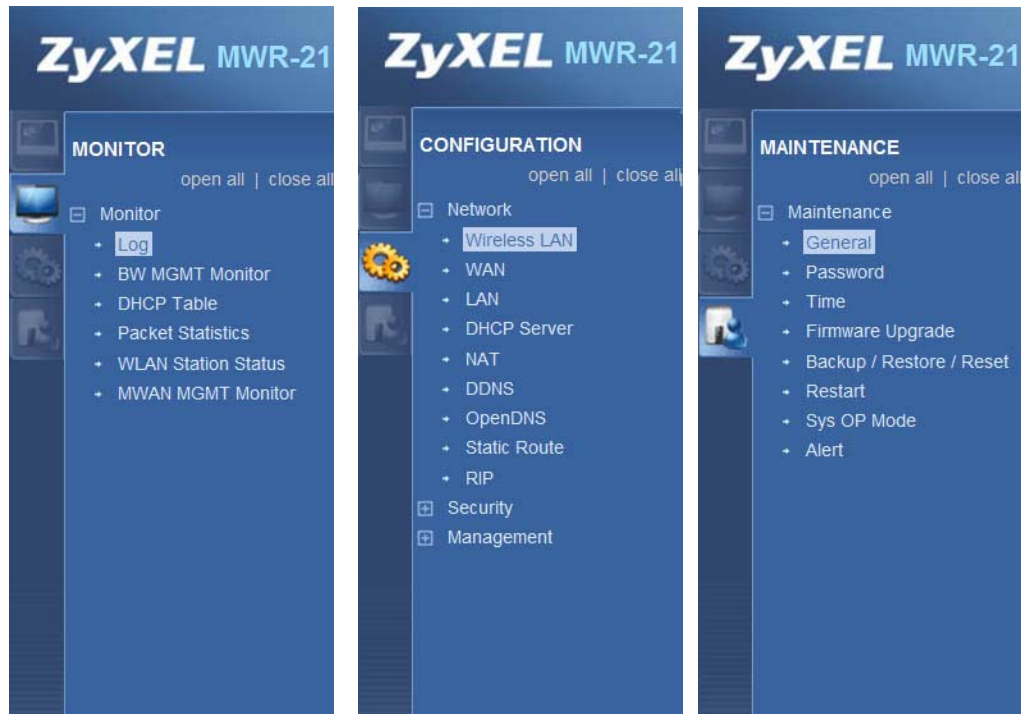 ZyXEL MWR-21
MONITOR
open all | close all
Monitor
Log
BW MGMT Monitor
DHCP Table
Packet Statistics
WLAN Station Status
MWAN MGMT Monitor
ZyXEL MWR-21
CONFIGURATION
open all | close all
Network
Wireless LAN
WAN
LAN
DHCP Server
NAT
DDNS
OpenDNS
Static Route
RIP
Security
Management
ZyXEL MWR-21
MAINTENANCE
open all | close all
Maintenance
General
Password
Time
Firmware Upgrade
Backup / Restore / Reset
Restart
Sys OP Mode
Alert